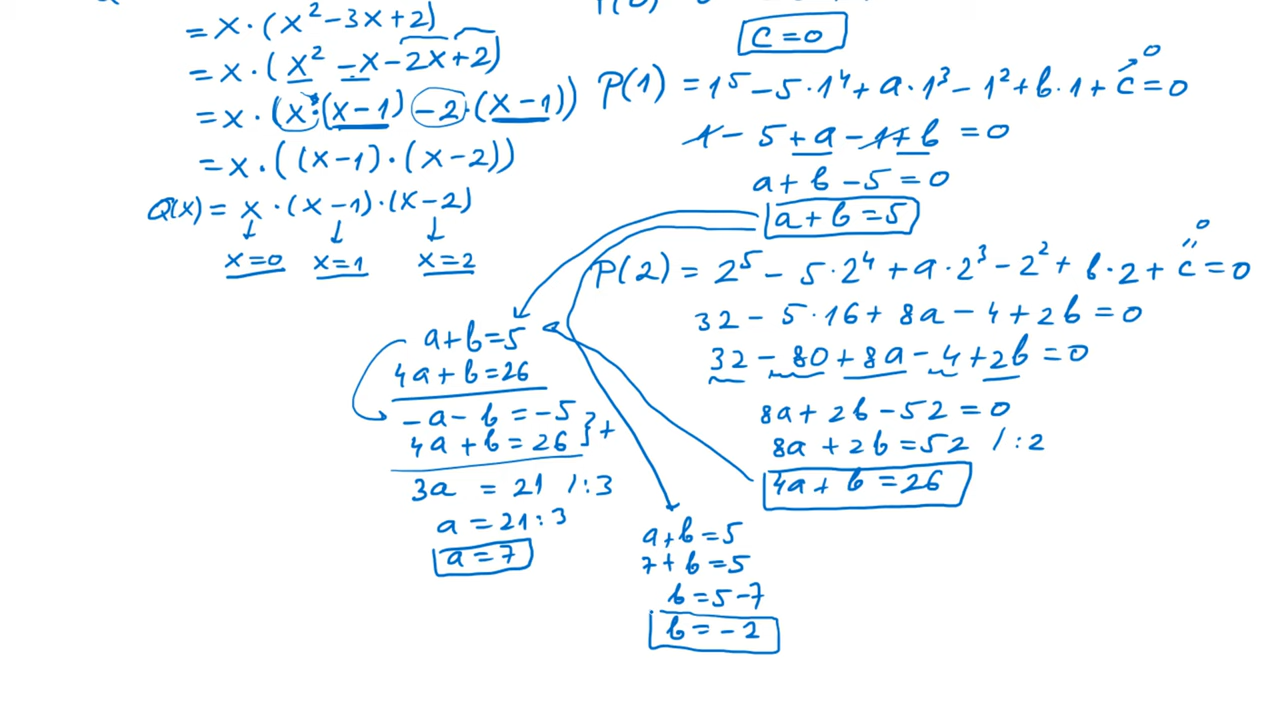 = x · (x² - 3x + 2)
= x · (x² - x - 2x + 2)
= x · (x · (x - 1) - 2 · (x - 1))
= x · ((x - 1) · (x - 2))
Q(x) = x · (x - 1) · (x - 2)
x = 0 x = 1 x = 2
c = 0
P(1) = 1⁵ - 5 · 1⁴ + a · 1³ - 1² + b · 1 + c = 0
0
1 - 5 + a - 1 + b = 0
a + b - 5 = 0
a + b = 5
P(2) = 2⁵ - 5 · 2⁴ + a · 2³ - 2² + b · 2 + c = 0
0
32 - 5 · 16 + 8a - 4 + 2b = 0
32 - 80 + 8a - 4 + 2b = 0
8a + 2b - 52 = 0
8a + 2b = 52 / : 2
4a + b = 26
a + b = 5
4a + b = 26
-a - b = -5
4a + b = 26 } +
3a = 21 / : 3
a = 21 : 3
a = 7
a + b = 5
7 + b = 5
b = 5 - 7
b = -2